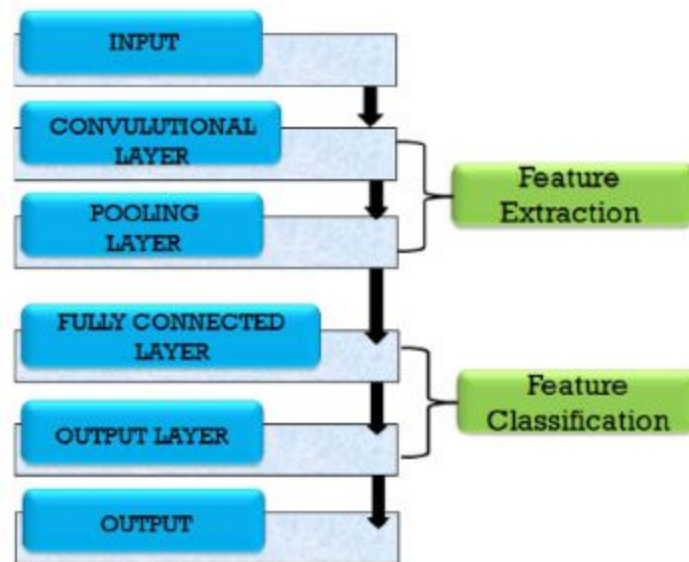 INPUT
CONVULUTIONAL
LAYER
POOLING
LAYER
Feature
Extraction
FULLY CONNECTED
LAYER
OUTPUT LAYER
Feature
Classification
OUTPUT